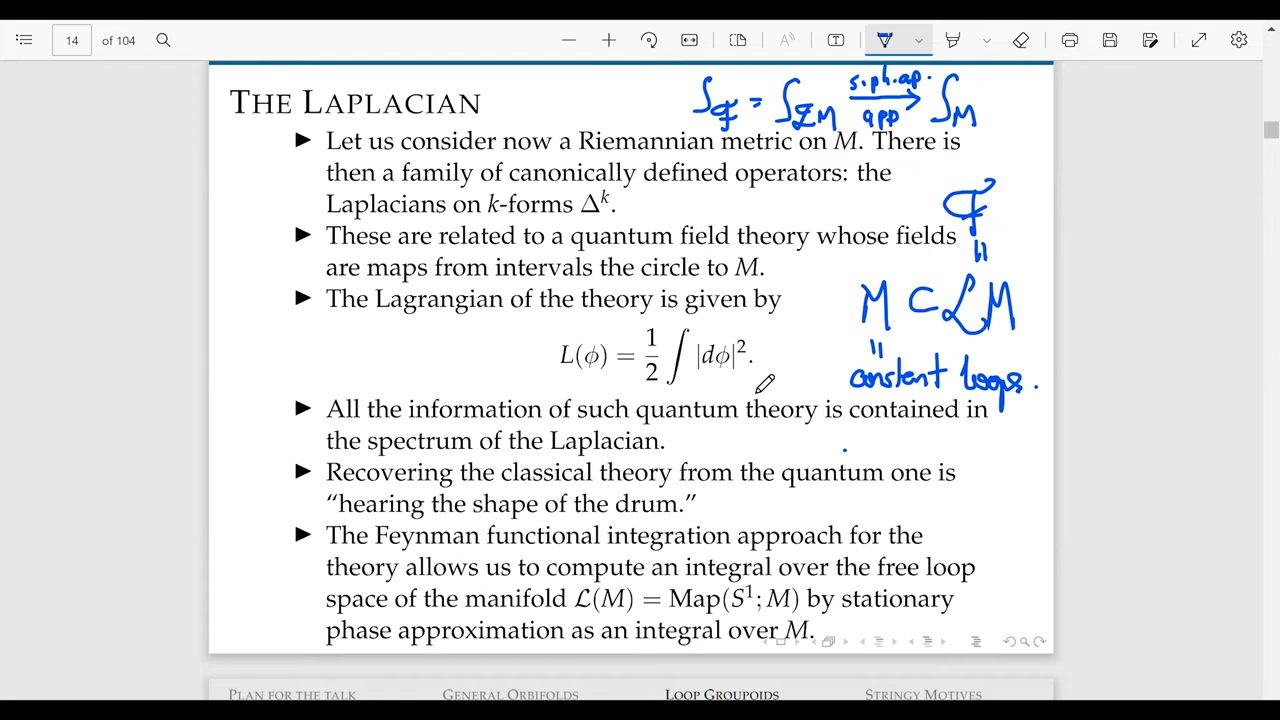 14 of 104
THE LAPLACIAN
∫_𝓕 = ∫_ℒM s.ph.ap. → app ∫_M
► Let us consider now a Riemannian metric on M. There is
then a family of canonically defined operators: the
Laplacians on k-forms Δ^k.
► These are related to a quantum field theory whose fields
are maps from intervals the circle to M.
► The Lagrangian of the theory is given by
L(ϕ) = 1/2 ∫ |dϕ|².
𝓕
=
M ⊂ ℒM
=
constant loops.
► All the information of such quantum theory is contained in
the spectrum of the Laplacian.
► Recovering the classical theory from the quantum one is
“hearing the shape of the drum.”
► The Feynman functional integration approach for the
theory allows us to compute an integral over the free loop
space of the manifold ℒ(M) = Map(S¹; M) by stationary
phase approximation as an integral over M.
PLAN FOR THE TALK GENERAL ORBIFOLDS LOOP GROUPOIDS STRINGY MOTIVES